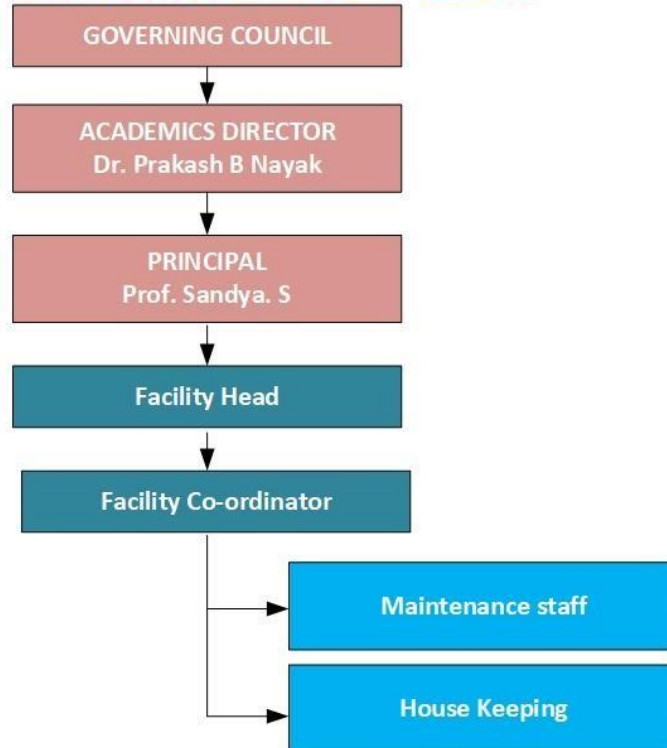 GOVERNING COUNCIL
ACADEMICS DIRECTOR
Dr. Prakash B Nayak
PRINCIPAL
Prof. Sandya. S
Facility Head
Facility Co-ordinator
Maintenance staff
House Keeping